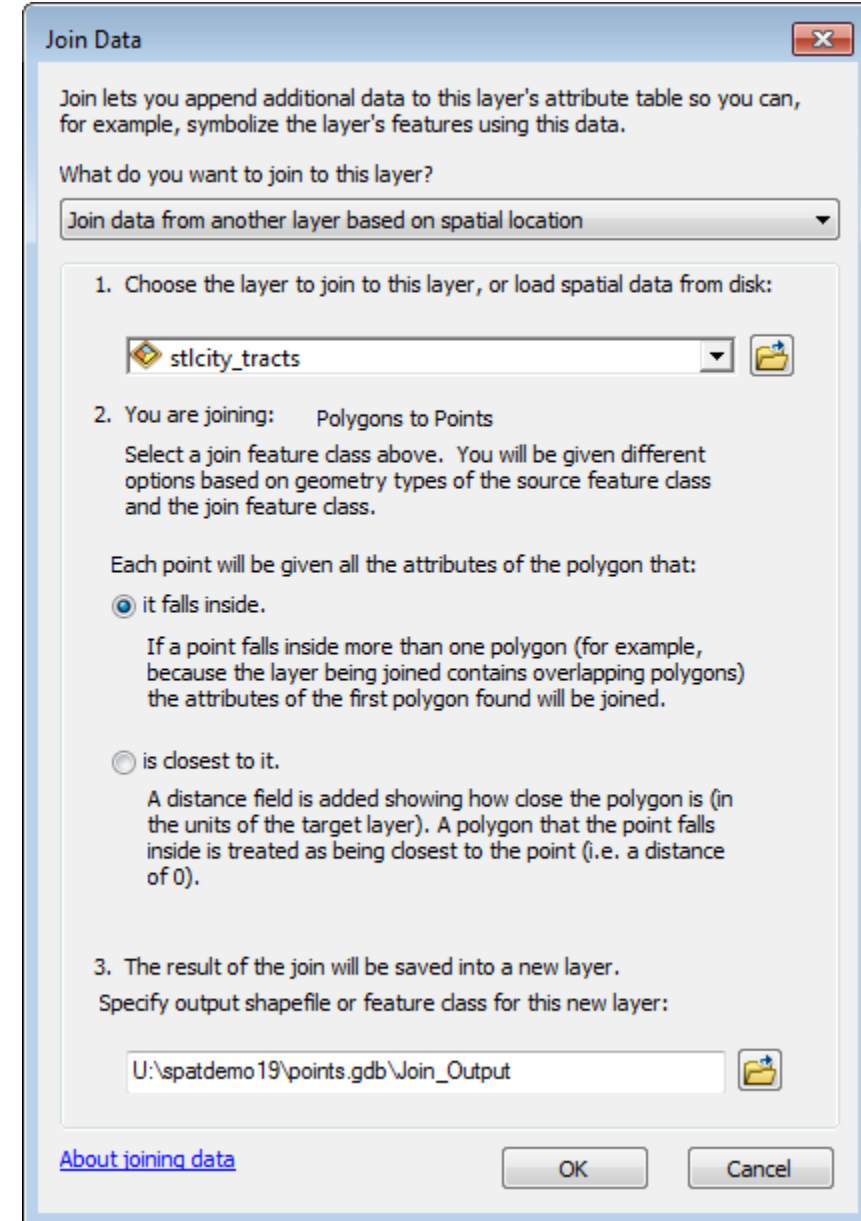 Join Data
Join lets you append additional data to this layer's attribute table so you can,
for example, symbolize the layer's features using this data.
What do you want to join to this layer?
Join data from another layer based on spatial location
1. Choose the layer to join to this layer, or load spatial data from disk:
stlcity_tracts
2. You are joining: Polygons to Points
Select a join feature class above. You will be given different
options based on geometry types of the source feature class
and the join feature class.
Each point will be given all the attributes of the polygon that:
it falls inside.
If a point falls inside more than one polygon (for example,
because the layer being joined contains overlapping polygons)
the attributes of the first polygon found will be joined.
is closest to it.
A distance field is added showing how close the polygon is (in
the units of the target layer). A polygon that the point falls
inside is treated as being closest to the point (i.e. a distance
of 0).
3. The result of the join will be saved into a new layer.
Specify output shapefile or feature class for this new layer:
U:\spatdemo19\points.gdb\Join_Output
About joining data
OK
Cancel